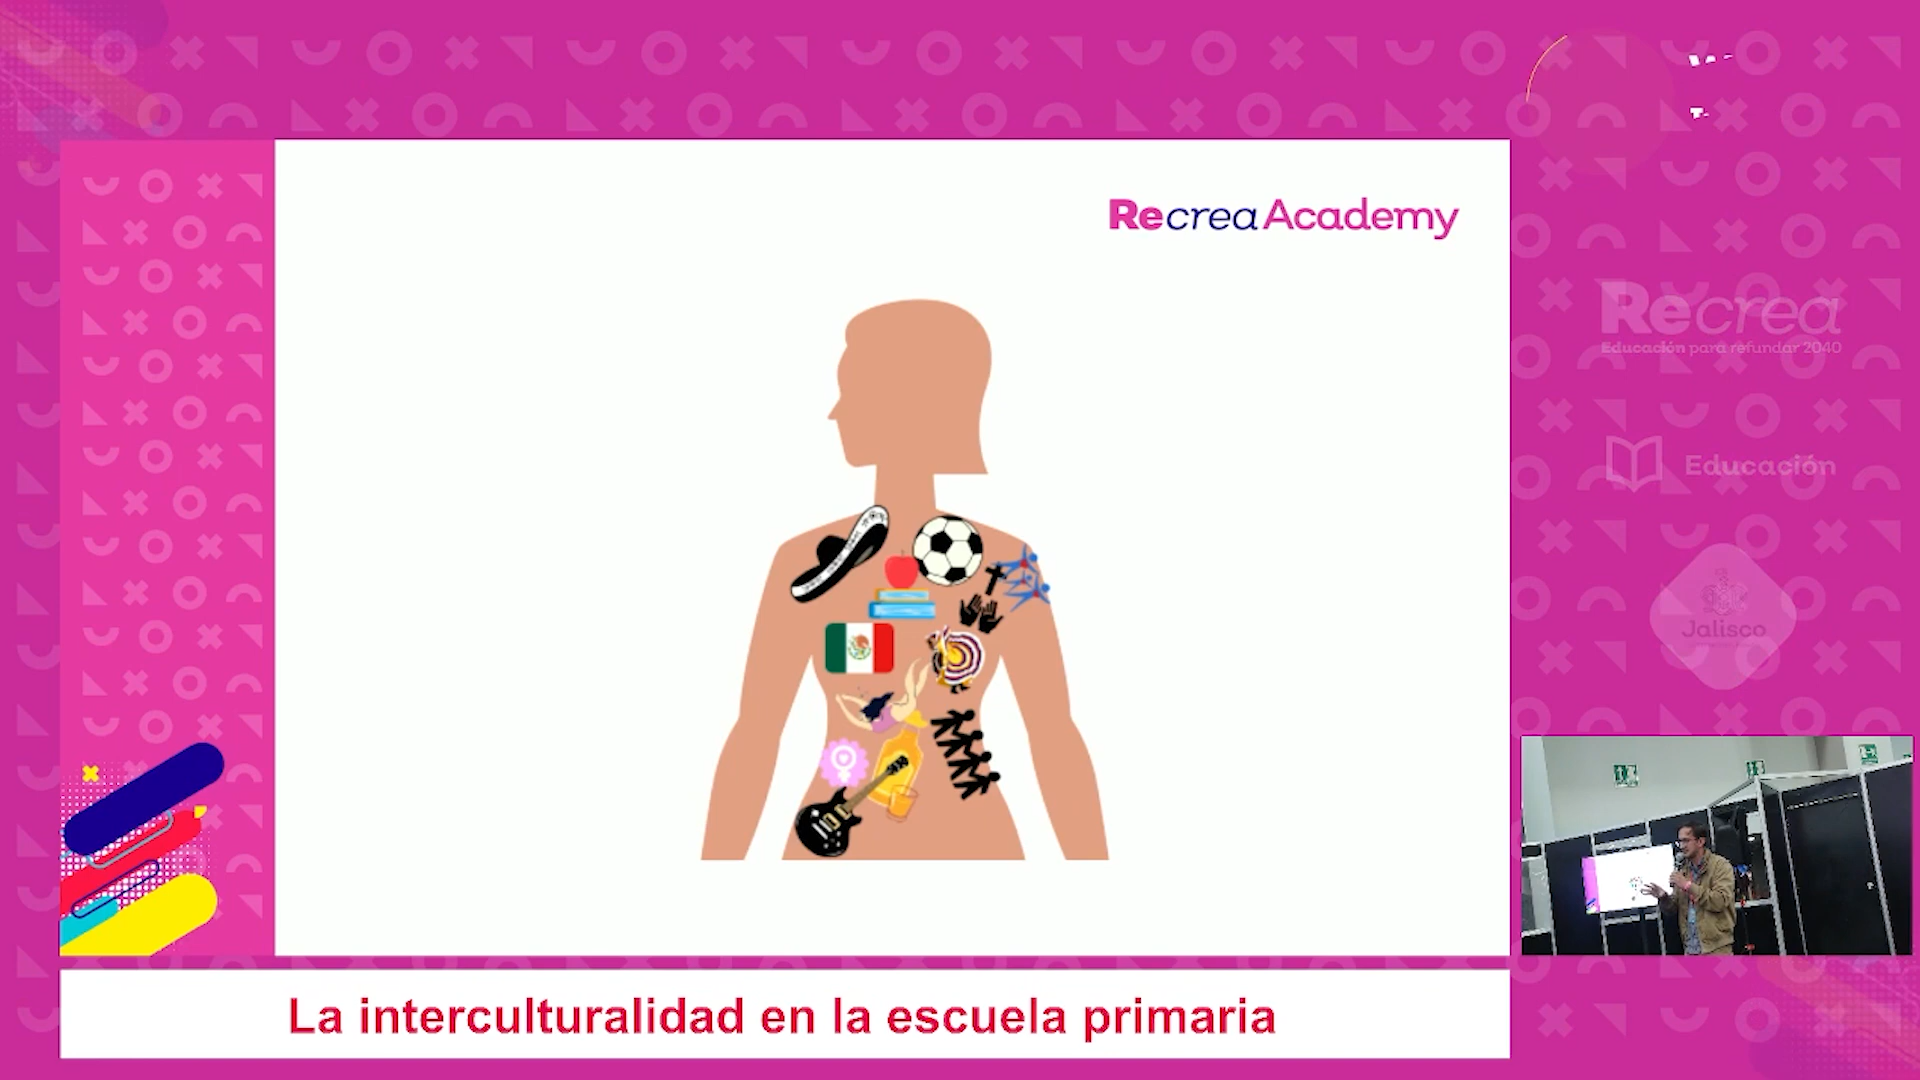 Recrea Academy
Recrea
Educación para refundar 2040
Educación
Jalisco
La interculturalidad en la escuela primaria